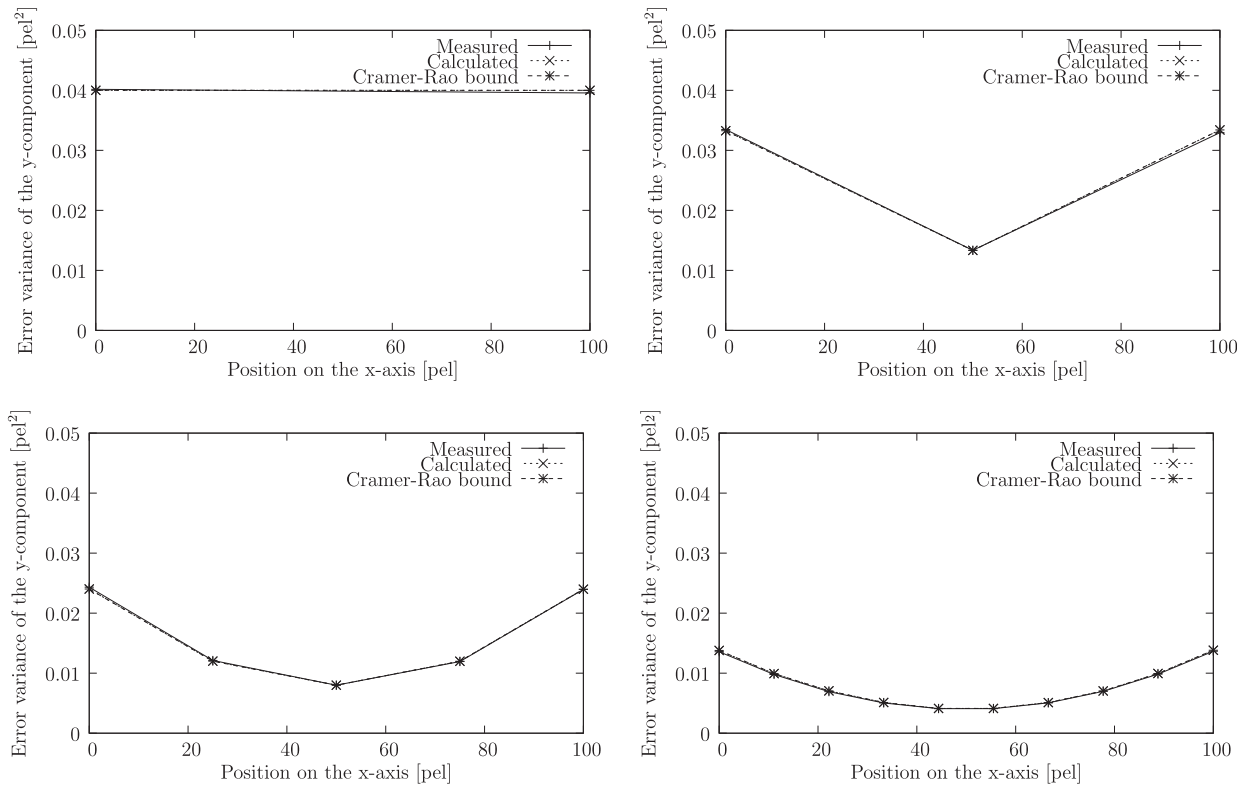 Error variance of the y-component [pel²]
0.05
0.04
0.03
0.02
0.01
0
Measured
Calculated
Cramer-Rao bound
0 20 40 60 80 100
Position on the x-axis [pel]
Error variance of the y-component [pel²]
0.05
0.04
0.03
0.02
0.01
0
Measured
Calculated
Cramer-Rao bound
0 20 40 60 80 100
Position on the x-axis [pel]
Error variance of the y-component [pel²]
0.05
0.04
0.03
0.02
0.01
0
Measured
Calculated
Cramer-Rao bound
0 20 40 60 80 100
Position on the x-axis [pel]
Error variance of the y-component [pel2]
0.05
0.04
0.03
0.02
0.01
0
Measured
Calculated
Cramer-Rao bound
0 20 40 60 80 100
Position on the x-axis [pel]